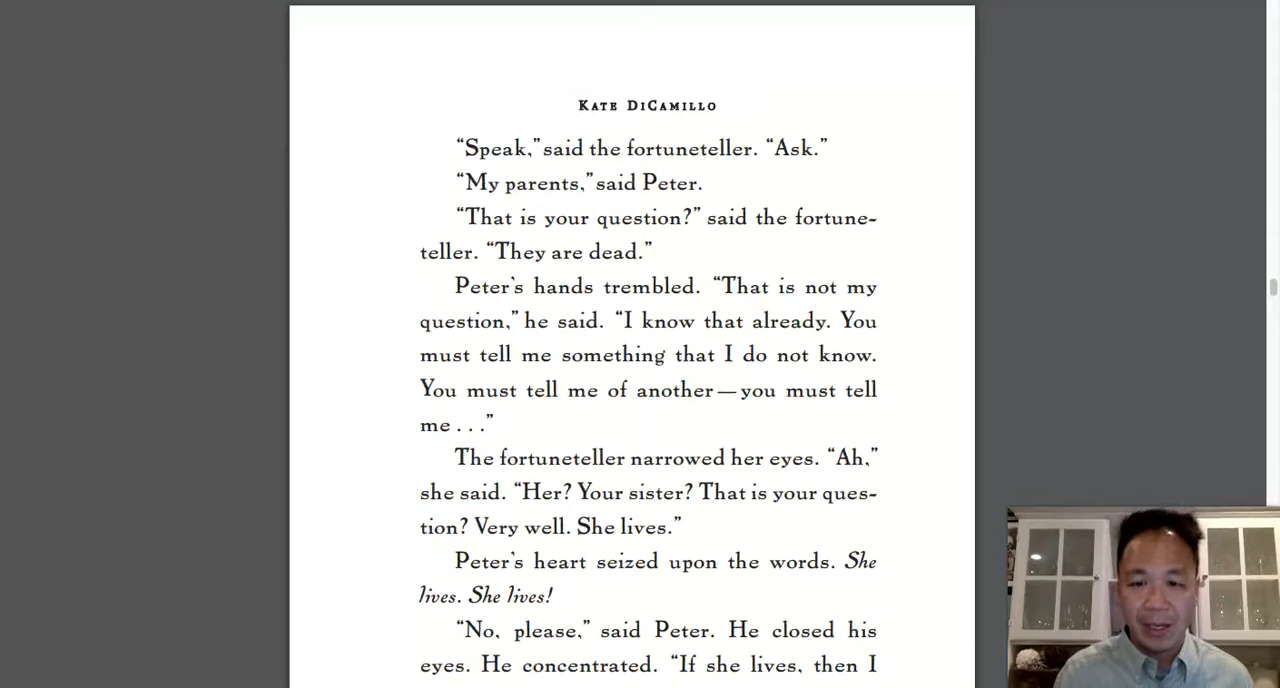 KATE DICAMILLO
“Speak,” said the fortuneteller. “Ask.”
“My parents,” said Peter.
“That is your question?” said the fortune-
teller. “They are dead.”
Peter’s hands trembled. “That is not my
question,” he said. “I know that already. You
must tell me something that I do not know.
You must tell me of another—you must tell
me . . .”
The fortuneteller narrowed her eyes. “Ah,”
she said. “Her? Your sister? That is your ques-
tion? Very well. She lives.”
Peter’s heart seized upon the words. She
lives. She lives!
“No, please,” said Peter. He closed his
eyes. He concentrated. “If she lives, then I